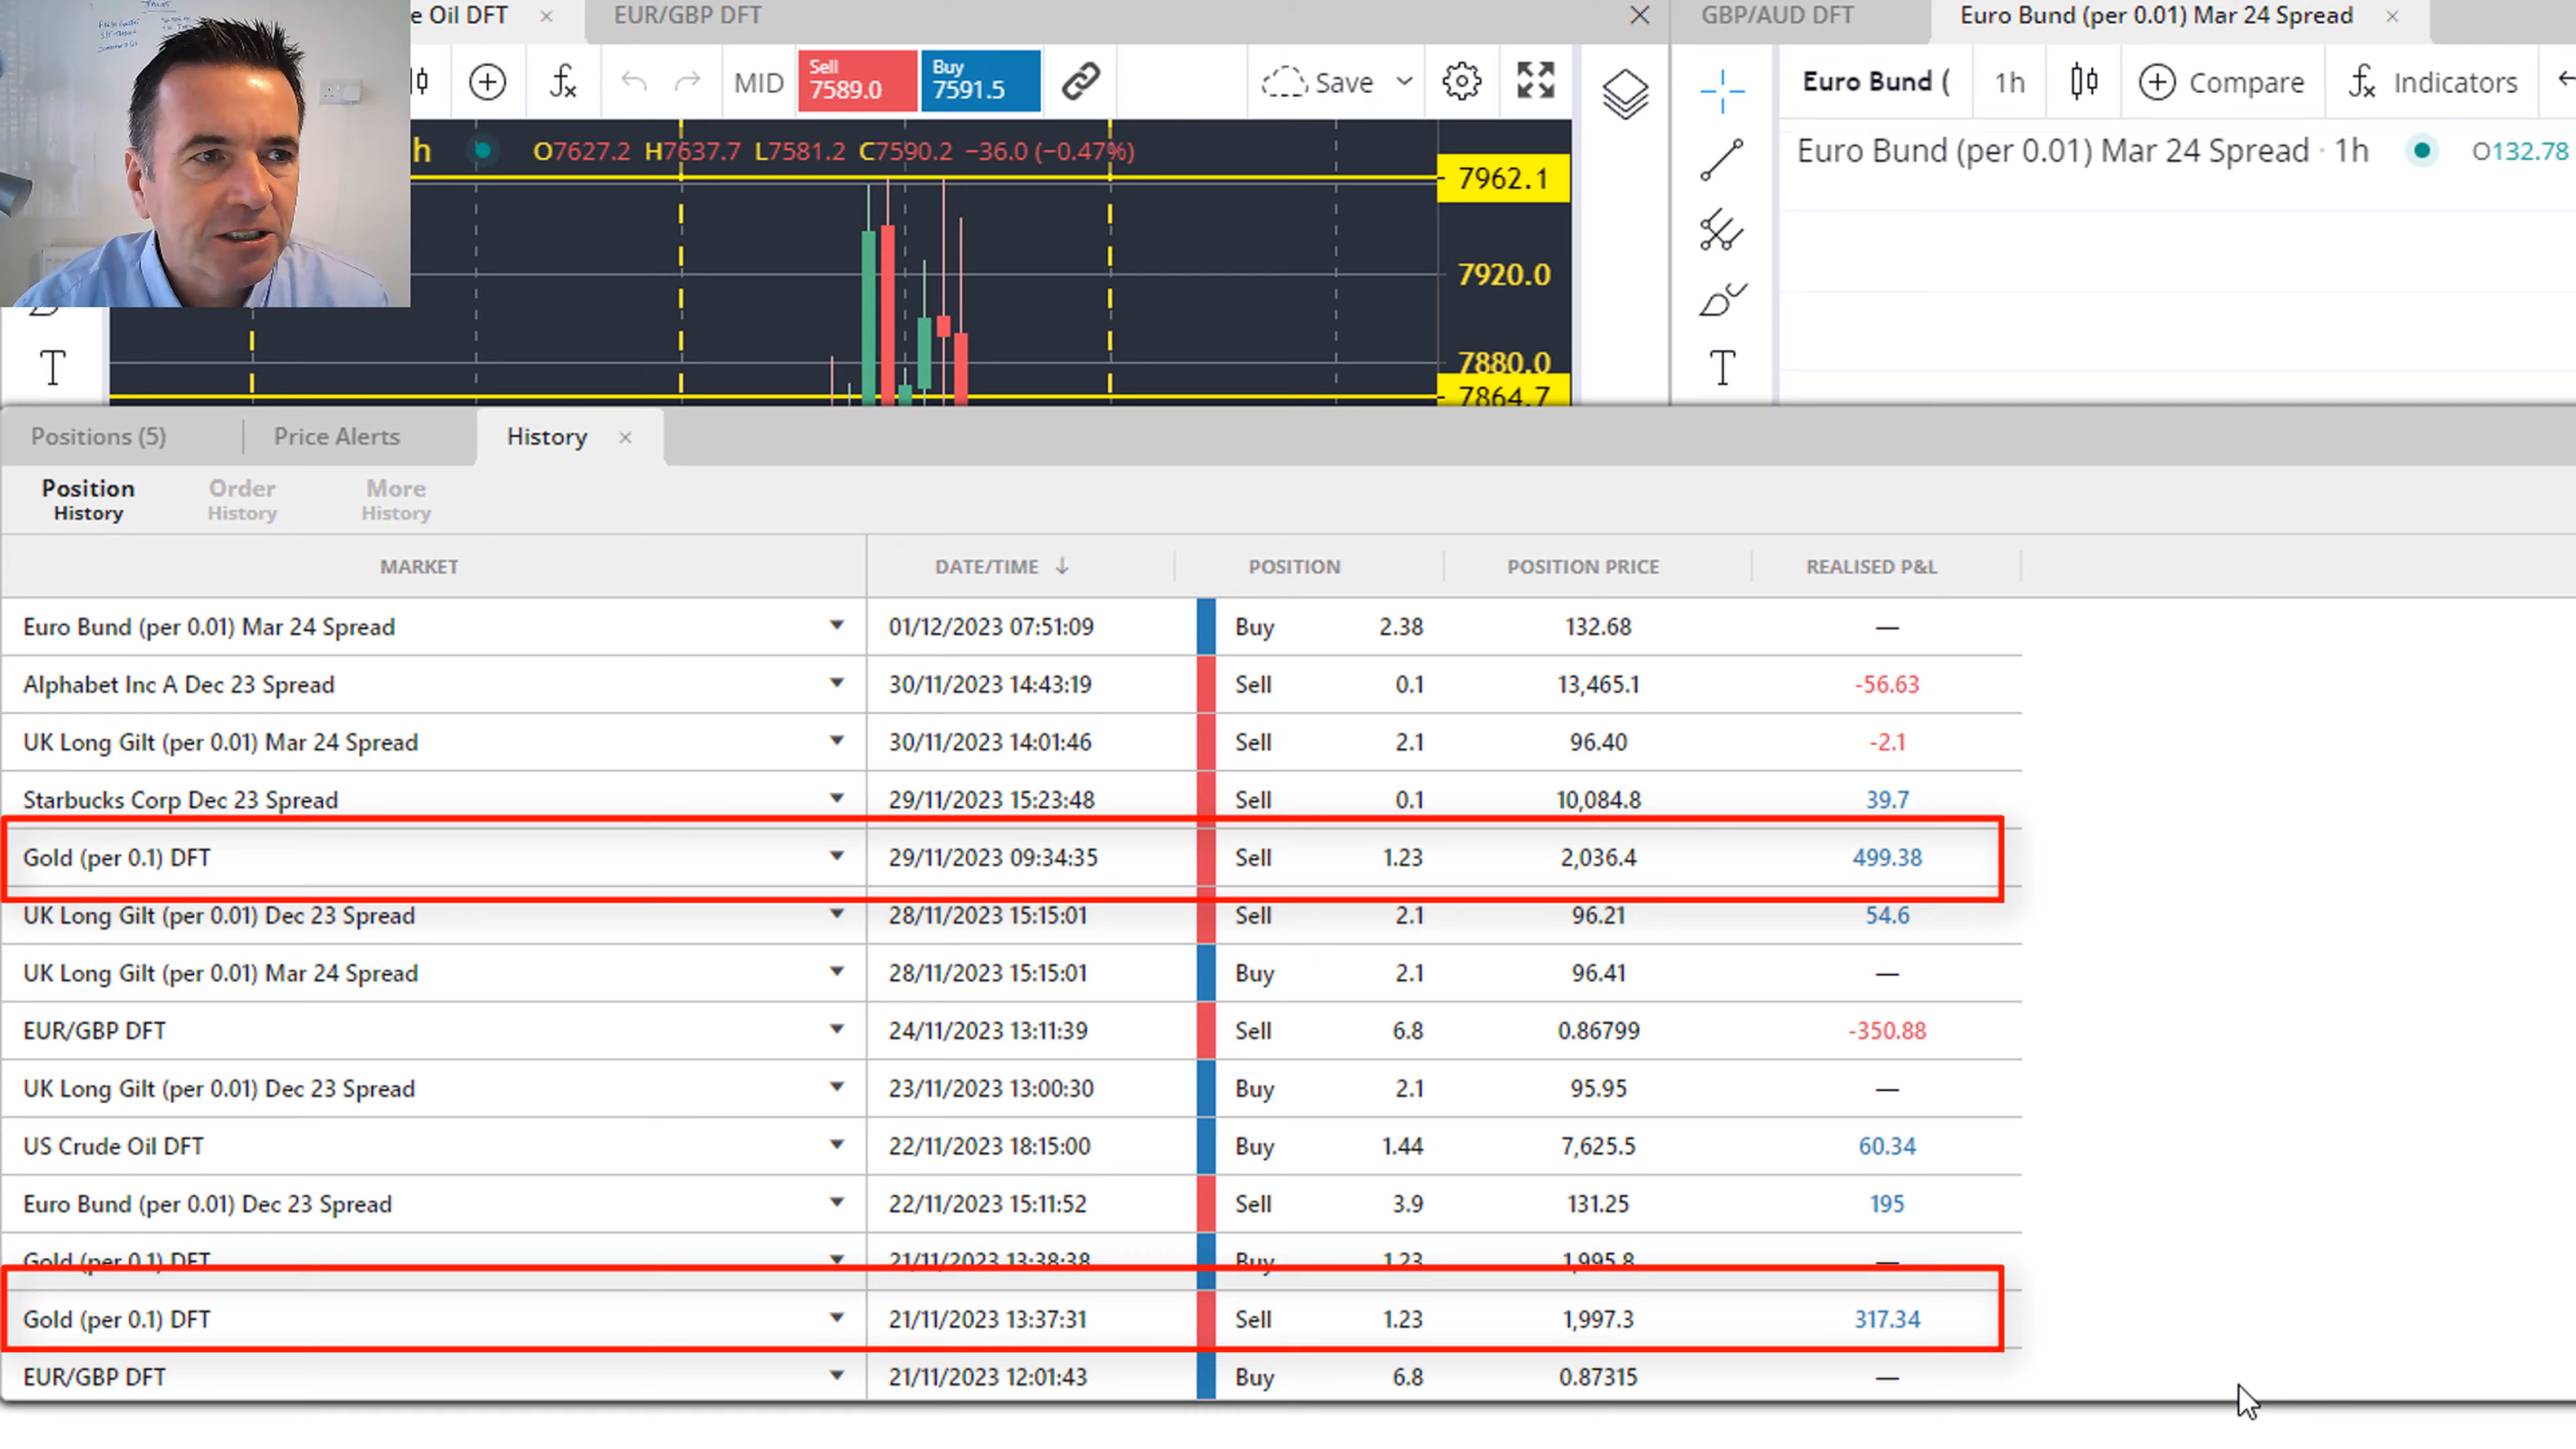 e Oil DFT × EUR/GBP DFT
GBP/AUD DFT Euro Bund (per 0.01) Mar 24 Spread ×
MID Sell 7589.0 Buy 7591.5 Save
Euro Bund ( 1h Compare Indicators
h O7627.2 H7637.7 L7581.2 C7590.2 −36.0 (−0.47%)
Euro Bund (per 0.01) Mar 24 Spread · 1h O132.78
7962.1
7920.0
7880.0
7864.7
T
T
Positions (5) Price Alerts History ×
Position History Order History More History
MARKET DATE/TIME ↓ POSITION POSITION PRICE REALISED P&L
Euro Bund (per 0.01) Mar 24 Spread 01/12/2023 07:51:09 Buy 2.38 132.68 —
Alphabet Inc A Dec 23 Spread 30/11/2023 14:43:19 Sell 0.1 13,465.1 -56.63
UK Long Gilt (per 0.01) Mar 24 Spread 30/11/2023 14:01:46 Sell 2.1 96.40 -2.1
Starbucks Corp Dec 23 Spread 29/11/2023 15:23:48 Sell 0.1 10,084.8 39.7
Gold (per 0.1) DFT 29/11/2023 09:34:35 Sell 1.23 2,036.4 499.38
UK Long Gilt (per 0.01) Dec 23 Spread 28/11/2023 15:15:01 Sell 2.1 96.21 54.6
UK Long Gilt (per 0.01) Mar 24 Spread 28/11/2023 15:15:01 Buy 2.1 96.41 —
EUR/GBP DFT 24/11/2023 13:11:39 Sell 6.8 0.86799 -350.88
UK Long Gilt (per 0.01) Dec 23 Spread 23/11/2023 13:00:30 Buy 2.1 95.95 —
US Crude Oil DFT 22/11/2023 18:15:00 Buy 1.44 7,625.5 60.34
Euro Bund (per 0.01) Dec 23 Spread 22/11/2023 15:11:52 Sell 3.9 131.25 195
Gold (per 0.1) DFT 21/11/2023 13:38:38 Buy 1.23 1,995.8 —
Gold (per 0.1) DFT 21/11/2023 13:37:31 Sell 1.23 1,997.3 317.34
EUR/GBP DFT 21/11/2023 12:01:43 Buy 6.8 0.87315 —